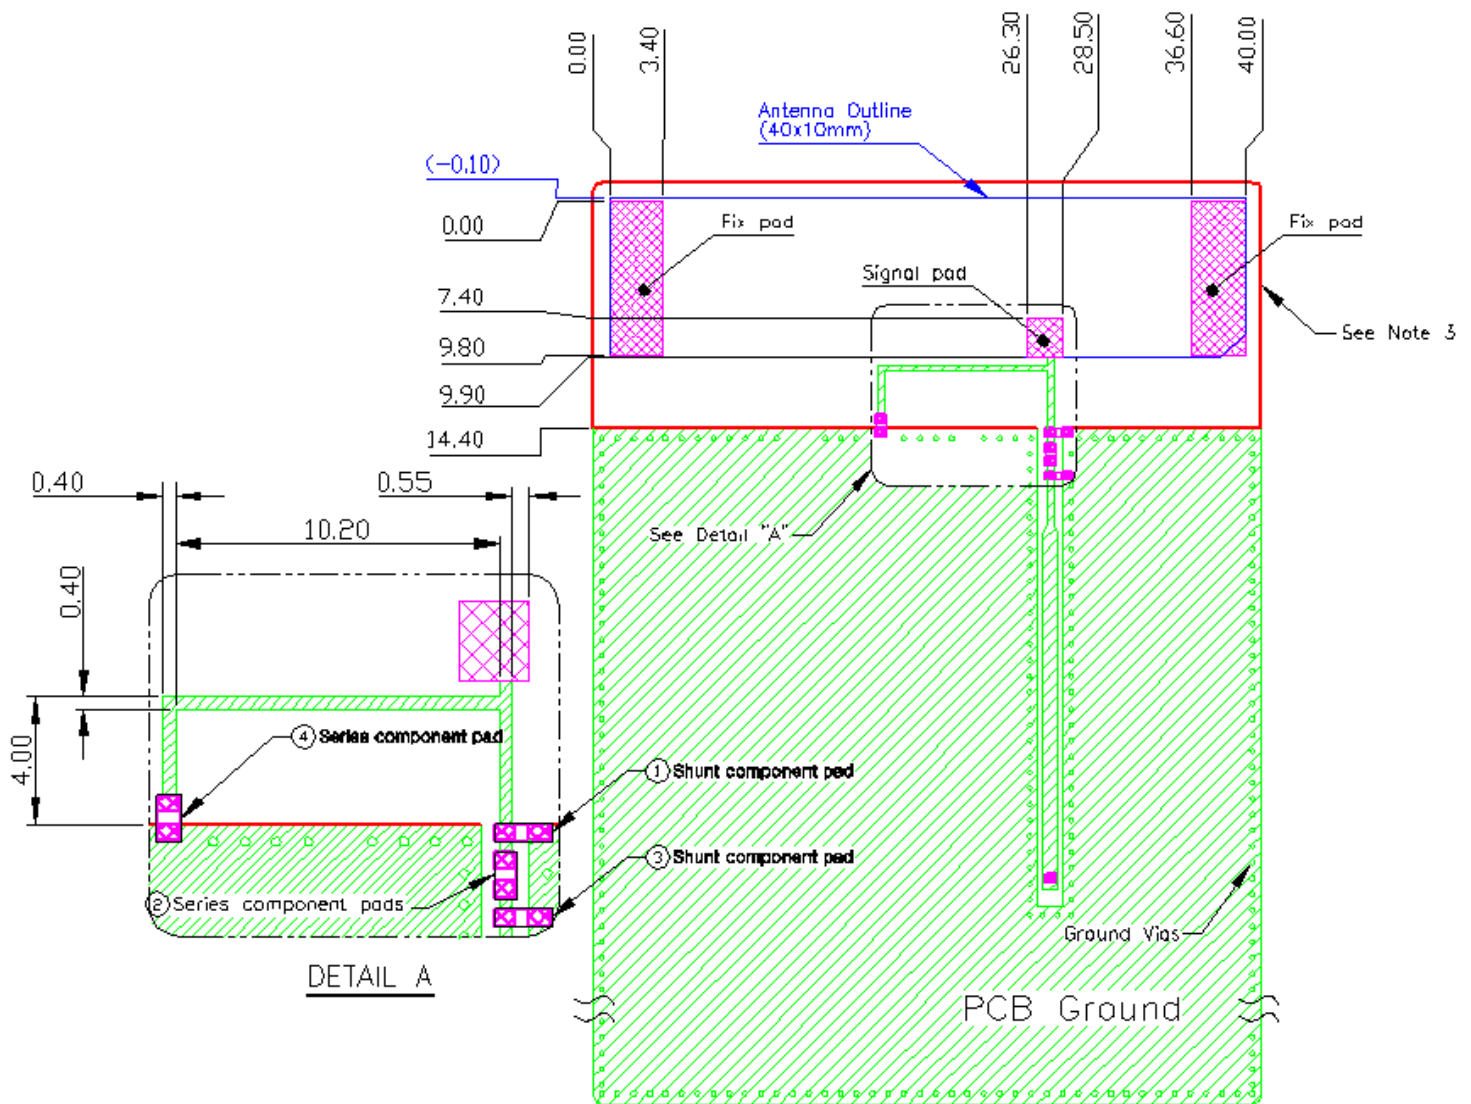 0.00
3.40
26.30
28.50
36.60
40.00
Antenna Outline
(40x10mm)
(-0.10)
0.00
Fix pad
Fix pad
Signal pad
7.40
See Note 3
9.80
9.90
14.40
0.40
0.55
10.20
See Detail "A"
0.40
4.00
4 Series component pad
1 Shunt component pad
3 Shunt component pad
2 Series component pads
Ground Vias
DETAIL A
PCB Ground